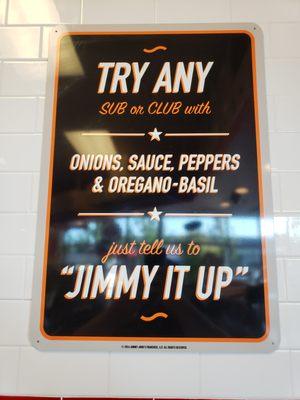 TRY ANY
SUB OR CLUB with
ONIONS, SAUCE, PEPPERS
& OREGANO-BASIL
just tell us to
"JIMMY IT UP"